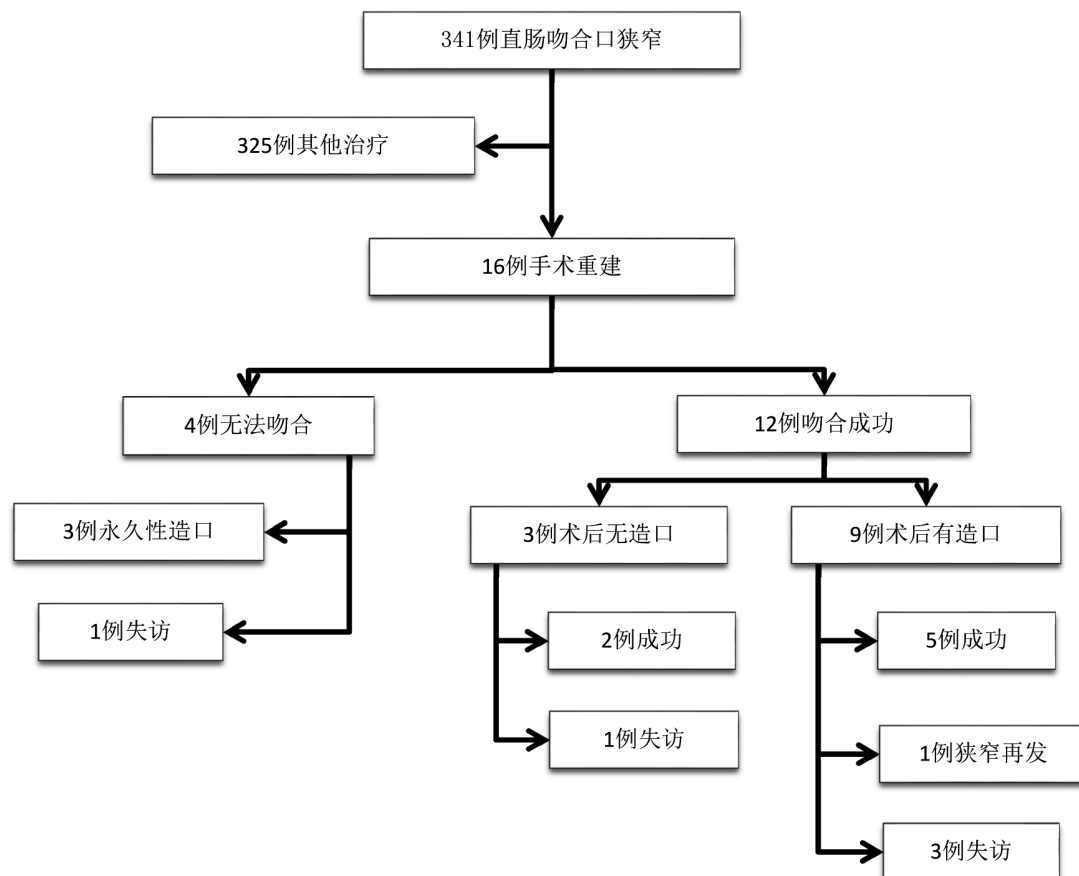 341例直肠吻合口狭窄
325例其他治疗
16例手术重建
4例无法吻合
12例吻合成功
3例永久性造口
3例术后无造口
9例术后有造口
1例失访
2例成功
5例成功
1例失访
1例狭窄再发
3例失访